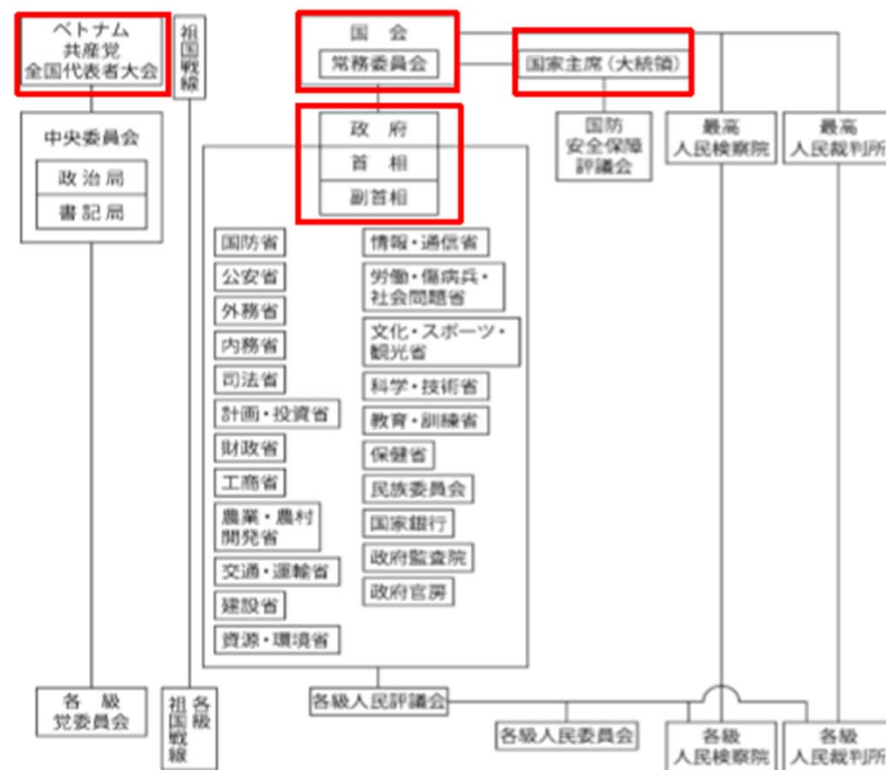 ベトナム
共産党
全国代表者大会
祖国戦線
国会
常務委員会
国家主席（大統領）
中央委員会
政治局
書記局
政府
首相
副首相
国防
安全保障
評議会
最高
人民検察院
最高
人民裁判所
国防省
公安省
外務省
内務省
司法省
計画・投資省
財政省
工商省
農業・農村
開発省
交通・運輸省
建設省
資源・環境省
情報・通信省
労働・傷病兵・
社会問題省
文化・スポーツ・
観光省
科学・技術省
教育・訓練省
保健省
民族委員会
国家銀行
政府監査院
政府官房
各級
党委員会
各級
祖国戦線
各級人民評議会
各級人民委員会
各級
人民検察院
各級
人民裁判所